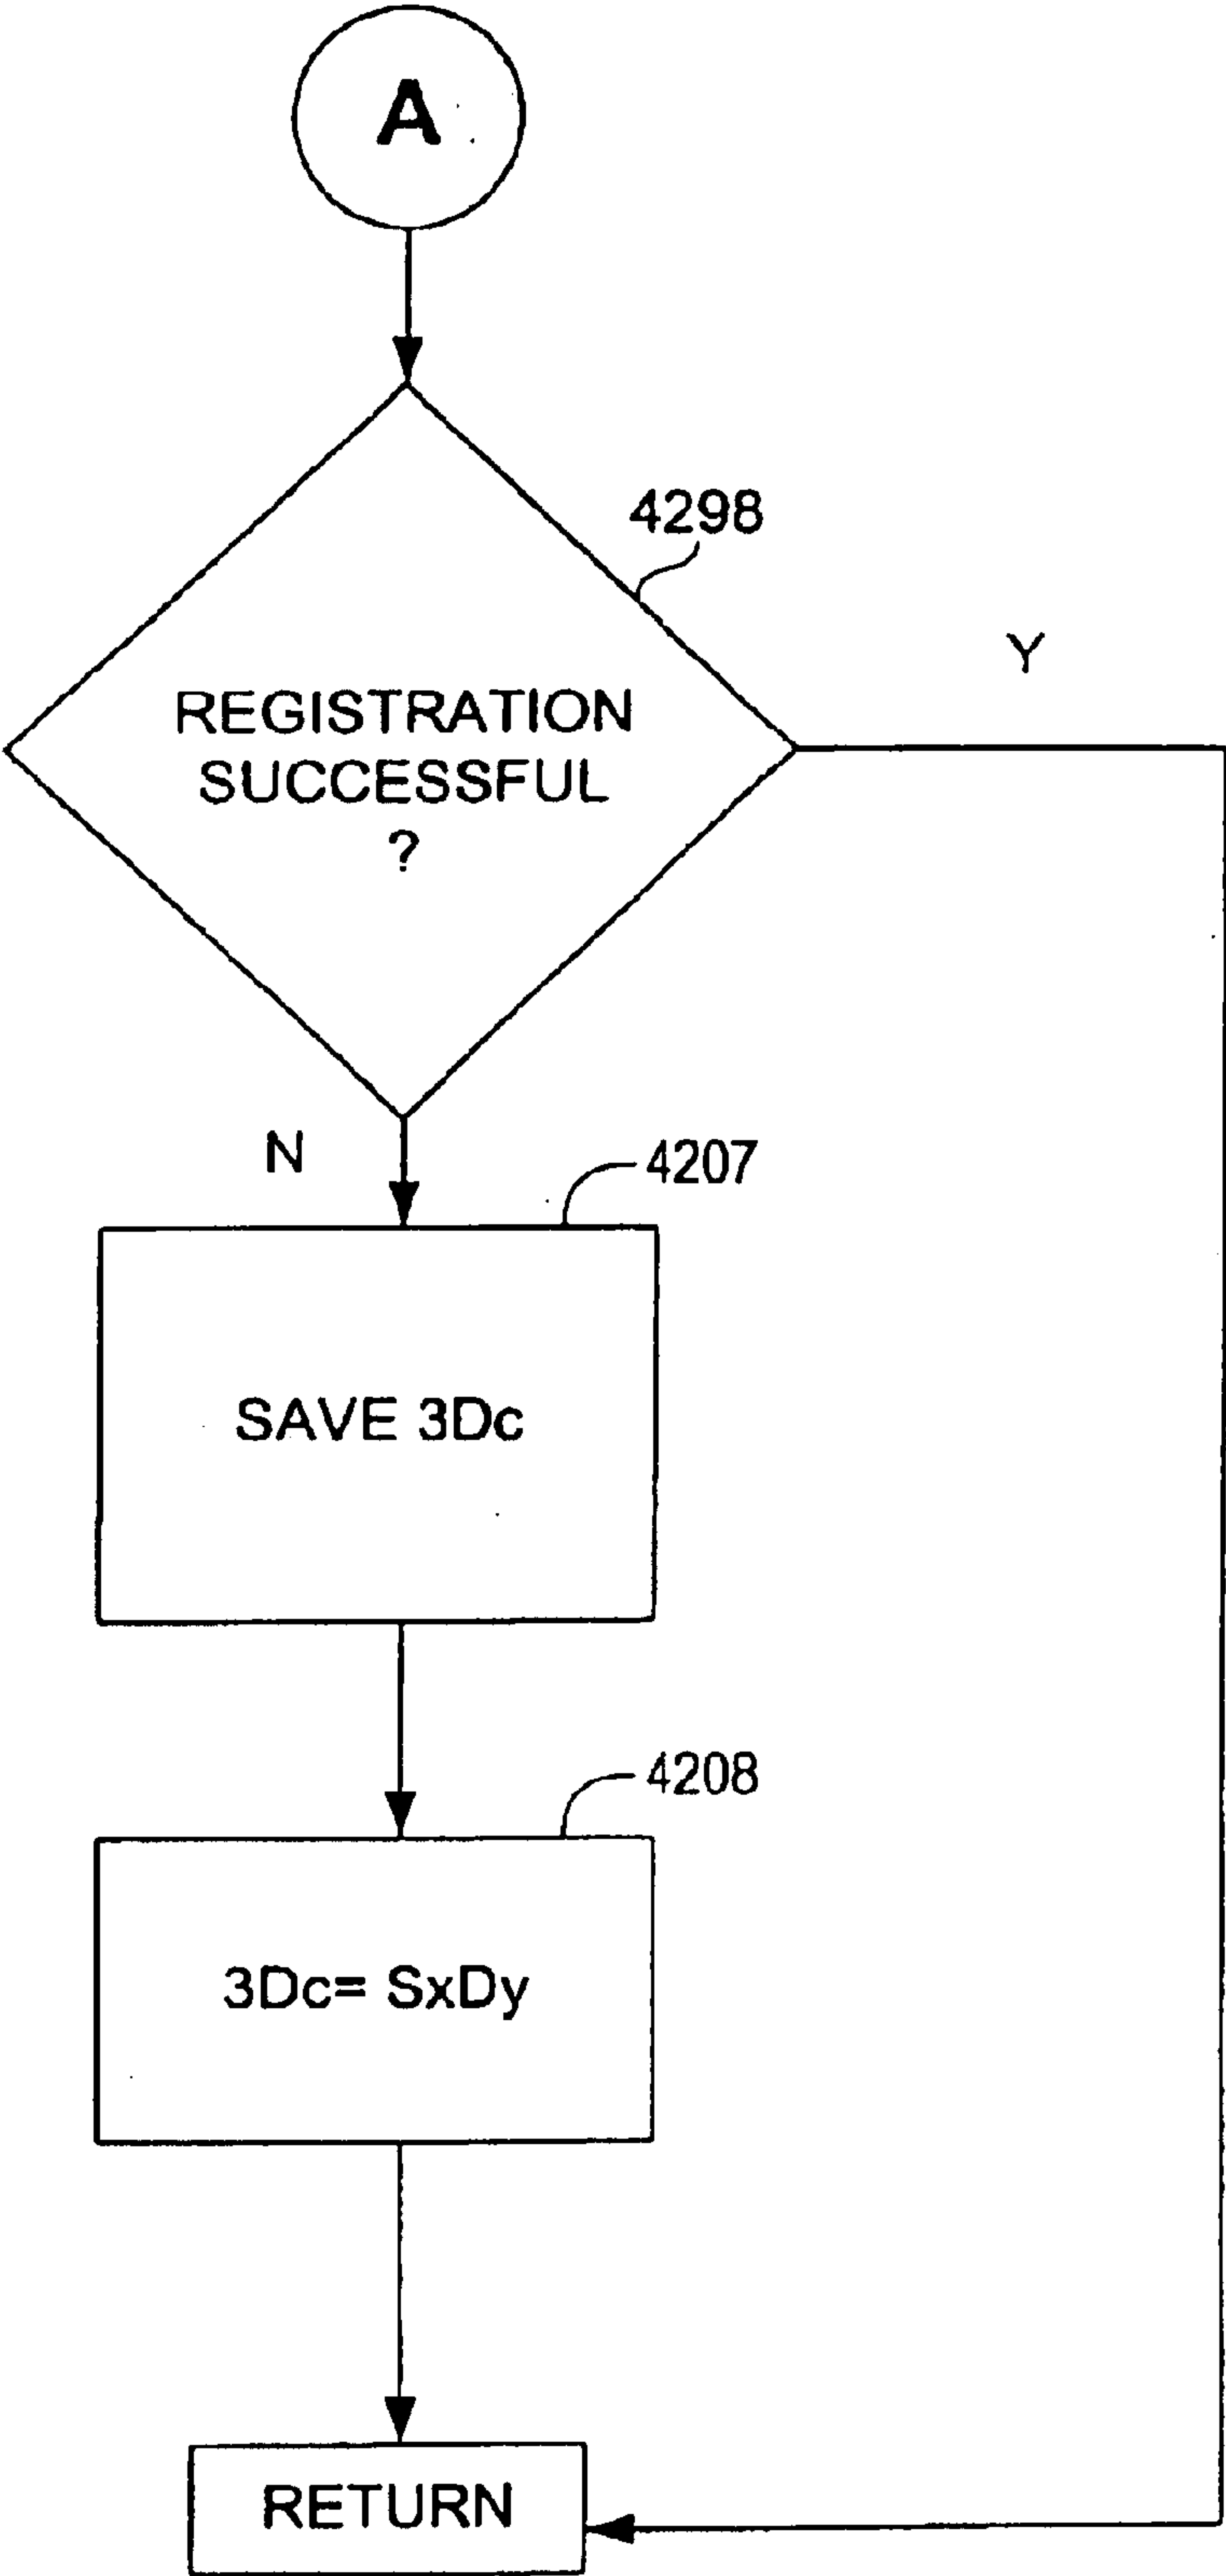 A
4298
Y
REGISTRATION
SUCCESSFUL
?
N
4207
SAVE 3Dc
4208
3Dc= SxDy
RETURN